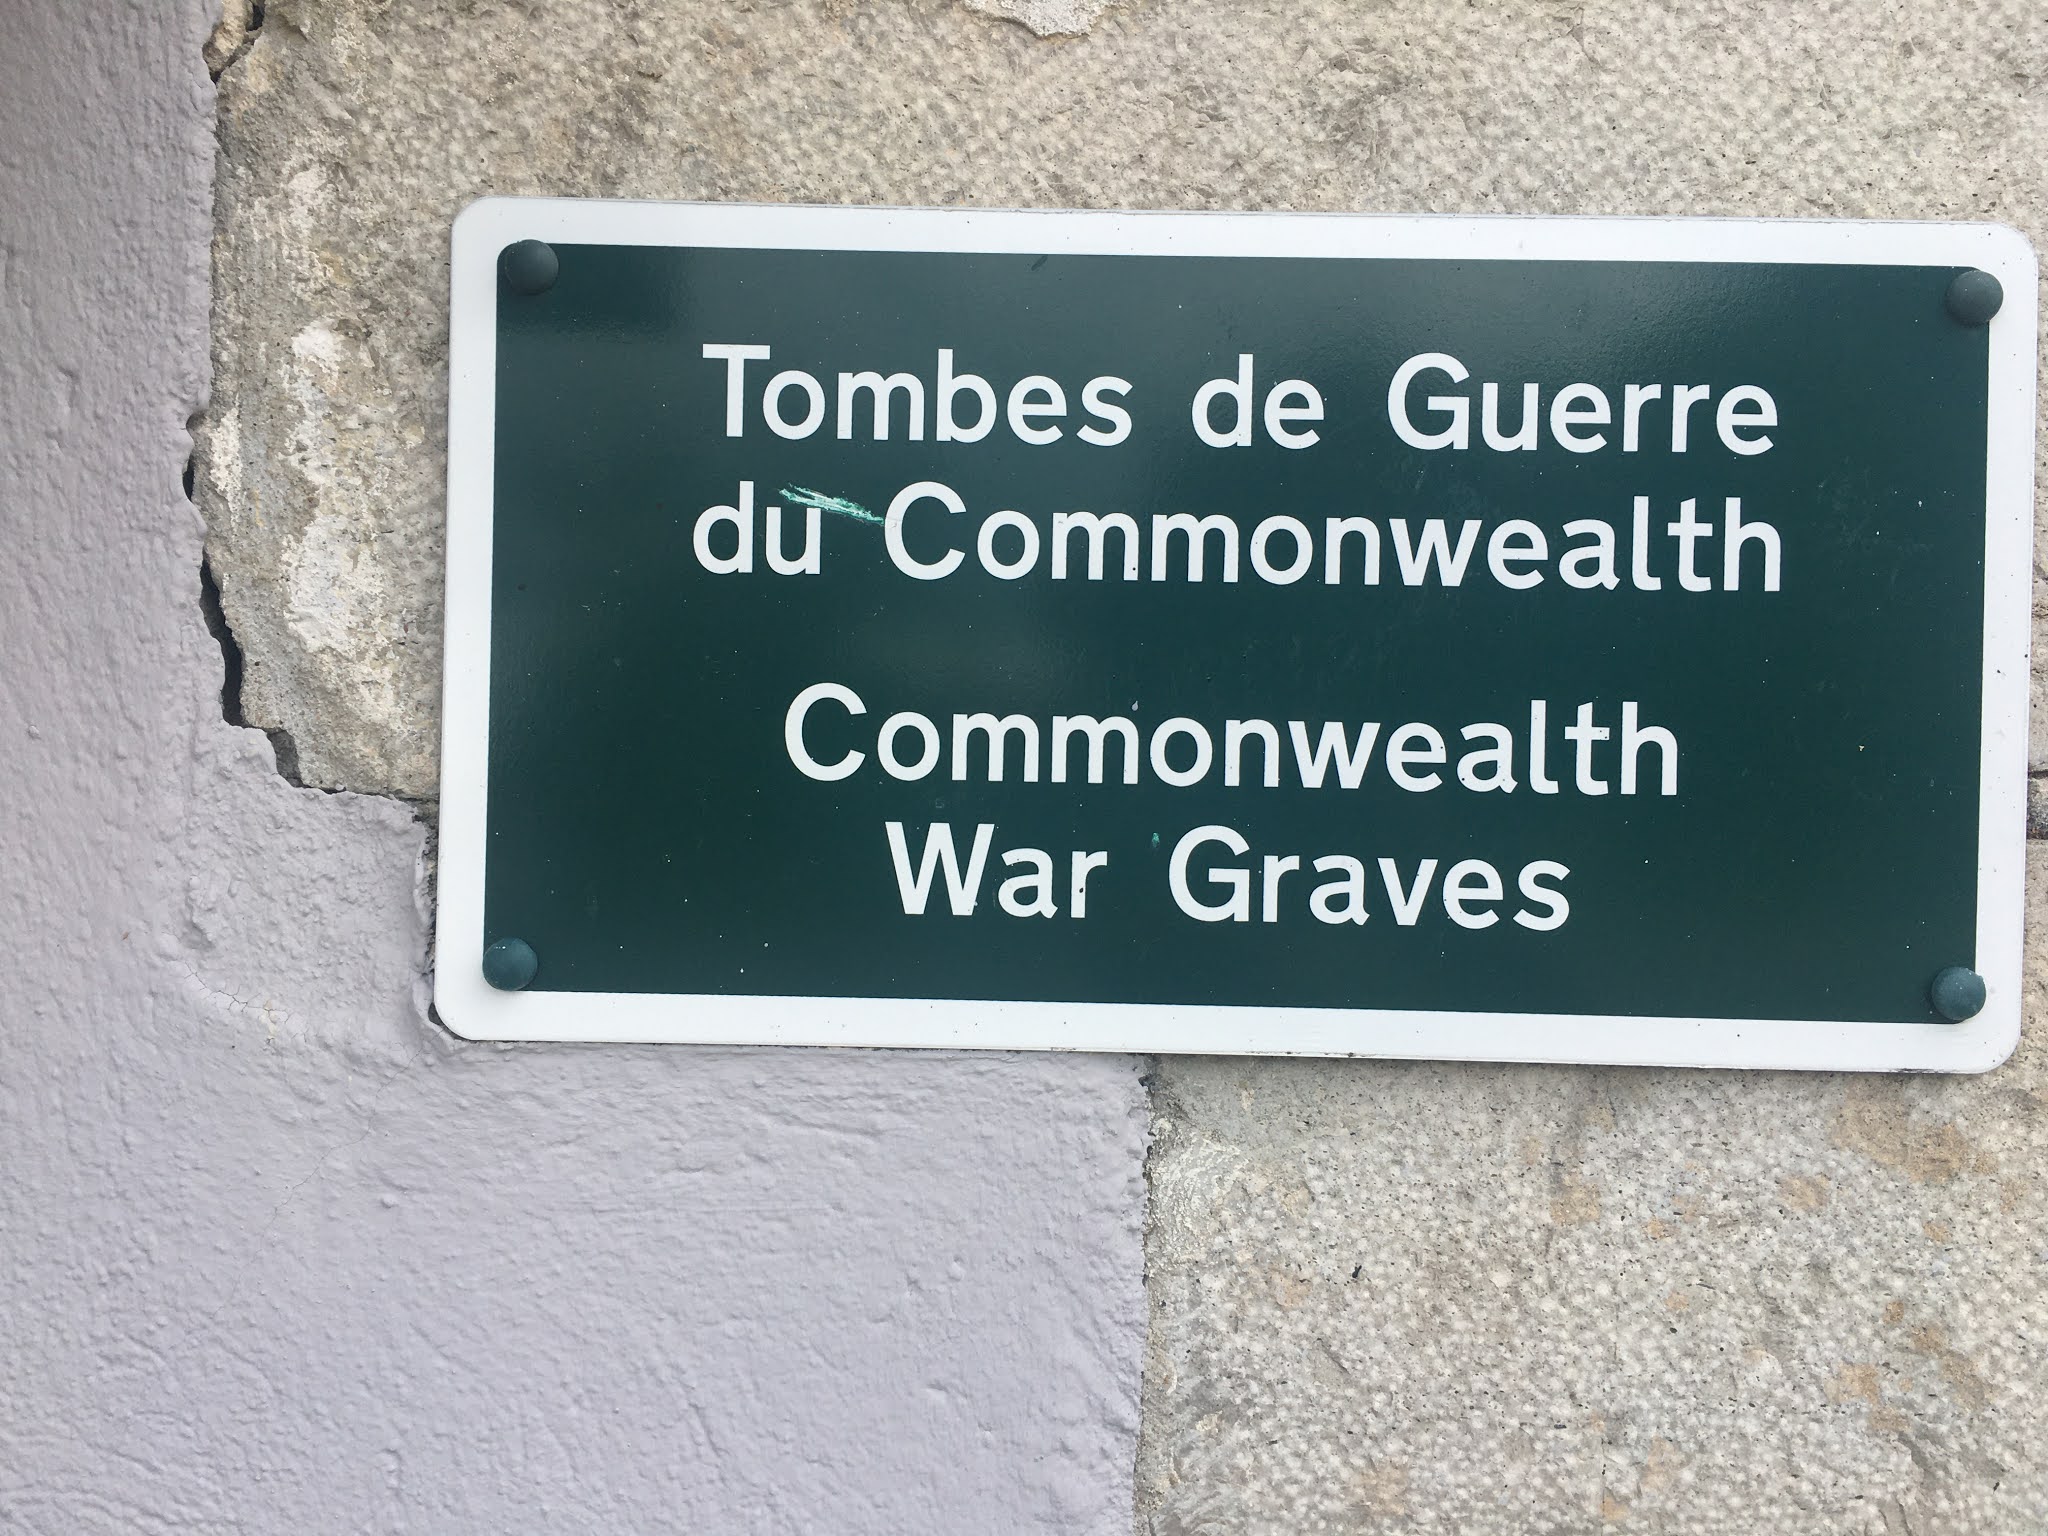 Tombes de Guerre
du Commonwealth
Commonwealth
War Graves